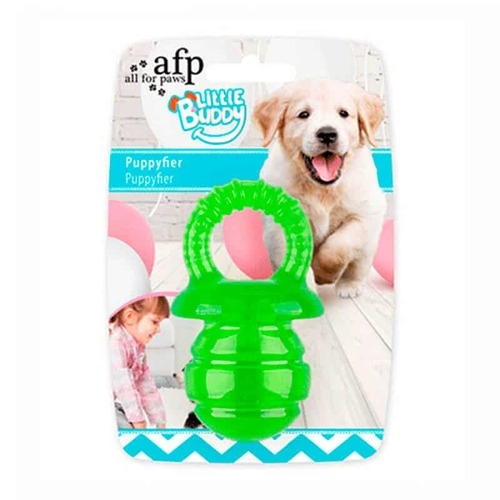 afp
all for paws
LITTLE
BUDDY
Puppyfier
Puppyfier